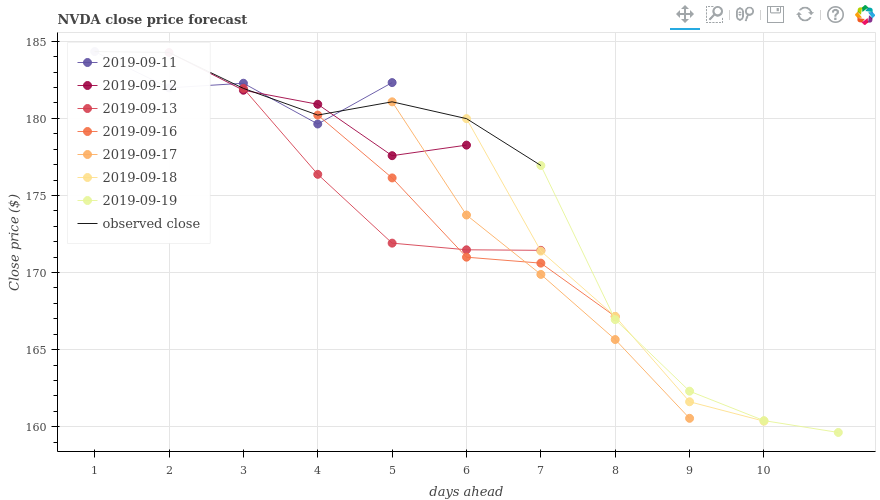 NVDA close price forecast
185
180
175
170
165
160
Close price ($)
2019-09-11
2019-09-12
2019-09-13
2019-09-16
2019-09-17
2019-09-18
2019-09-19
observed close
1 2 3 4 5 6 7 8 9 10
days ahead